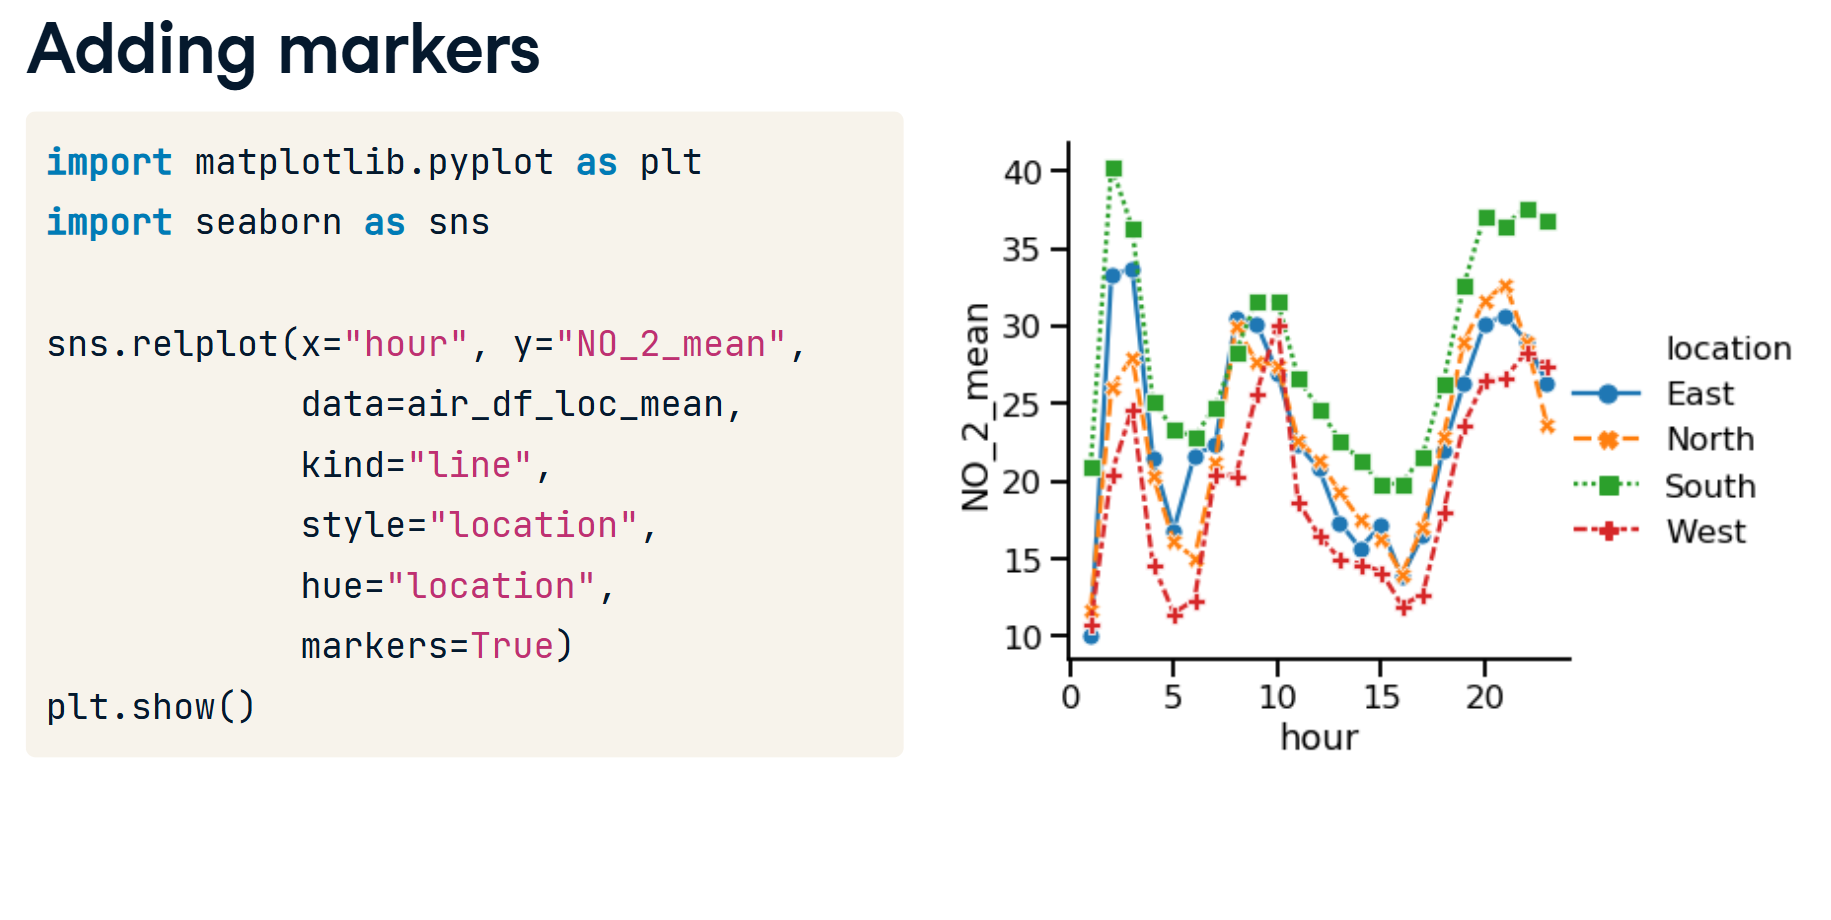 Adding markers
import matplotlib.pyplot as plt
import seaborn as sns
sns.relplot(x="hour", y="NO_2_mean",
data=air_df_loc_mean,
kind="line",
style="location",
hue="location",
markers=True)
plt.show()
NO_2_mean
40
35
30
25
20
15
10
0 5 10 15 20
hour
location
East
North
South
West